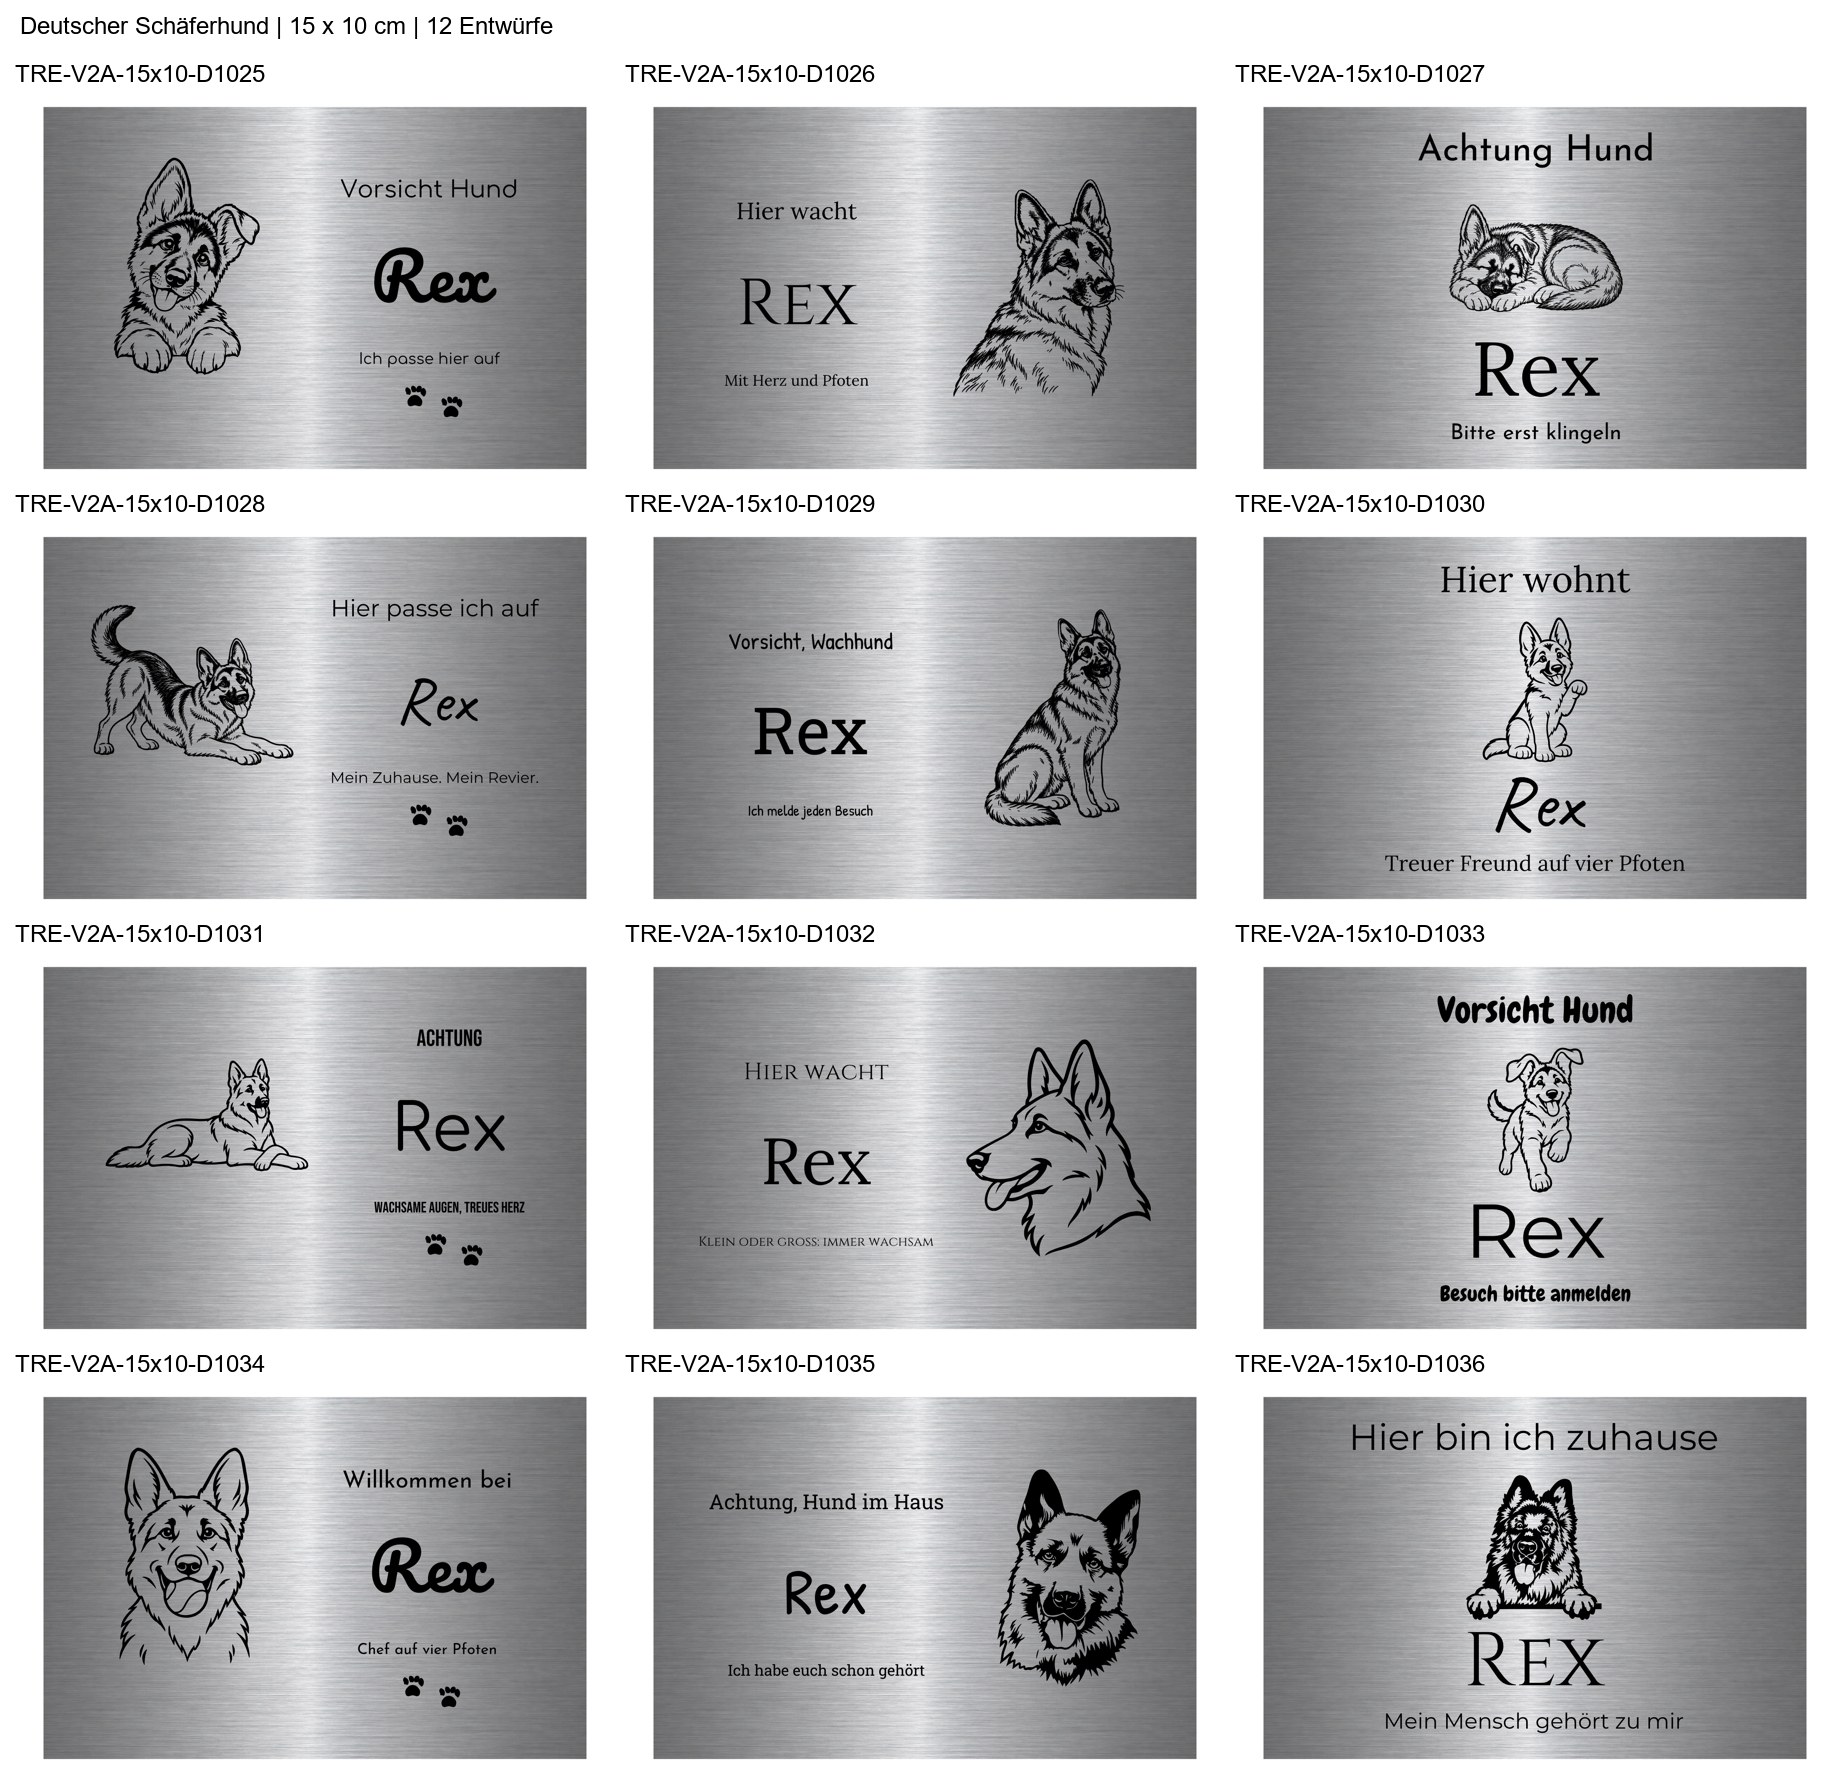 Deutscher Schäferhund | 15 x 10 cm | 12 Entwürfe
TRE-V2A-15x10-D1025
Vorsicht Hund
Rex
Ich passe hier auf
TRE-V2A-15x10-D1026
Hier wacht
REX
Mit Herz und Pfoten
TRE-V2A-15x10-D1027
Achtung Hund
Rex
Bitte erst klingeln
TRE-V2A-15x10-D1028
Hier passe ich auf
Rex
Mein Zuhause. Mein Revier.
TRE-V2A-15x10-D1029
Vorsicht, Wachhund
Rex
Ich melde jeden Besuch
TRE-V2A-15x10-D1030
Hier wohnt
Rex
Treuer Freund auf vier Pfoten
TRE-V2A-15x10-D1031
ACHTUNG
Rex
WACHSAME AUGEN, TREUES HERZ
TRE-V2A-15x10-D1032
HIER WACHT
Rex
KLEIN ODER GROSS: IMMER WACHSAM
TRE-V2A-15x10-D1033
Vorsicht Hund
Rex
Besuch bitte anmelden
TRE-V2A-15x10-D1034
Willkommen bei
Rex
Chef auf vier Pfoten
TRE-V2A-15x10-D1035
Achtung, Hund im Haus
Rex
Ich habe euch schon gehört
TRE-V2A-15x10-D1036
Hier bin ich zuhause
REX
Mein Mensch gehört zu mir